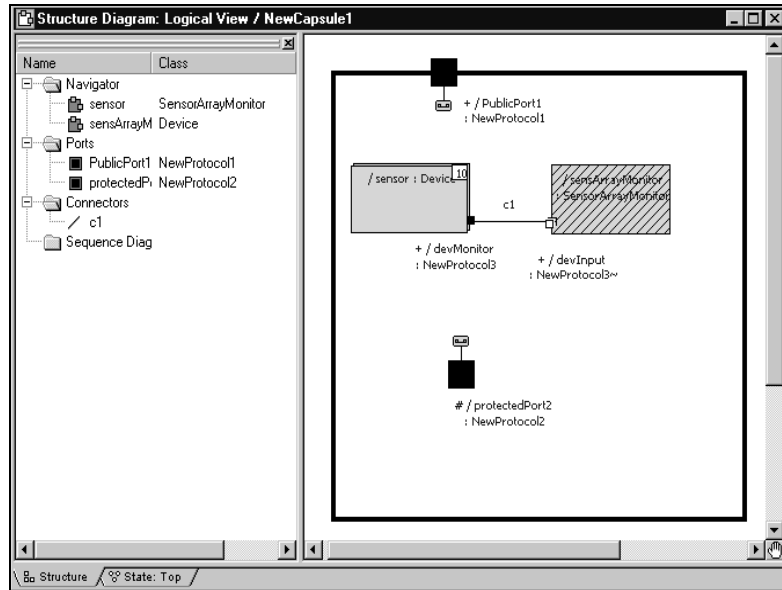 Structure Diagram: Logical View / NewCapsule1
Name Class
Navigator
sensor SensorArrayMonitor
sensArrayM Device
Ports
PublicPort1 NewProtocol1
protectedP NewProtocol2
Connectors
c1
Sequence Diag
+ / PublicPort1
: NewProtocol1
/ sensor : Device
10
/ sensArrayMonitor
: SensorArrayMonitor
c1
+ / devMonitor
: NewProtocol3
+ / devInput
: NewProtocol3~
# / protectedPort2
: NewProtocol2
Structure State: Top